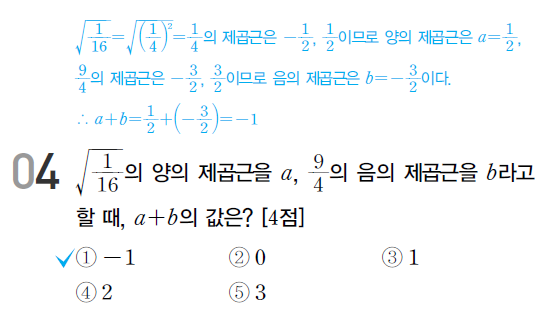 √(1/16)=√((1/4)²)=1/4의 제곱근은 −1/2, 1/2이므로 양의 제곱근은 a=1/2,
9/4의 제곱근은 −3/2, 3/2이므로 음의 제곱근은 b=−3/2이다.
∴ a+b=1/2+(−3/2)=−1
04 √(1/16)의 양의 제곱근을 a, 9/4의 음의 제곱근을 b라고
할 때, a+b의 값은? [4점]
① −1 ② 0 ③ 1
④ 2 ⑤ 3